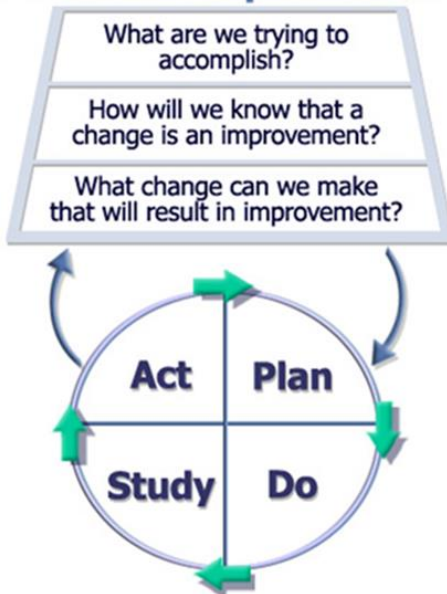 What are we trying to
accomplish?
How will we know that a
change is an improvement?
What change can we make
that will result in improvement?
Act
Plan
Study
Do